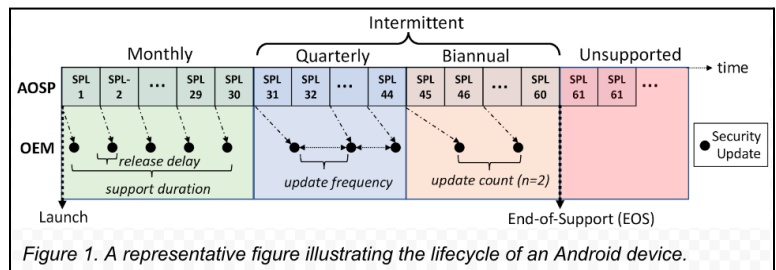 Intermittent
Monthly
Quarterly
Biannual
Unsupported
AOSP
SPL 1
SPL- 2
...
SPL 29
SPL 30
SPL 31
SPL 32
...
SPL 44
SPL 45
SPL 46
...
SPL 60
SPL 61
SPL 61
...
time
OEM
release delay
support duration
update frequency
update count (n=2)
Security
Update
Launch
End-of-Support (EOS)
Figure 1. A representative figure illustrating the lifecycle of an Android device.